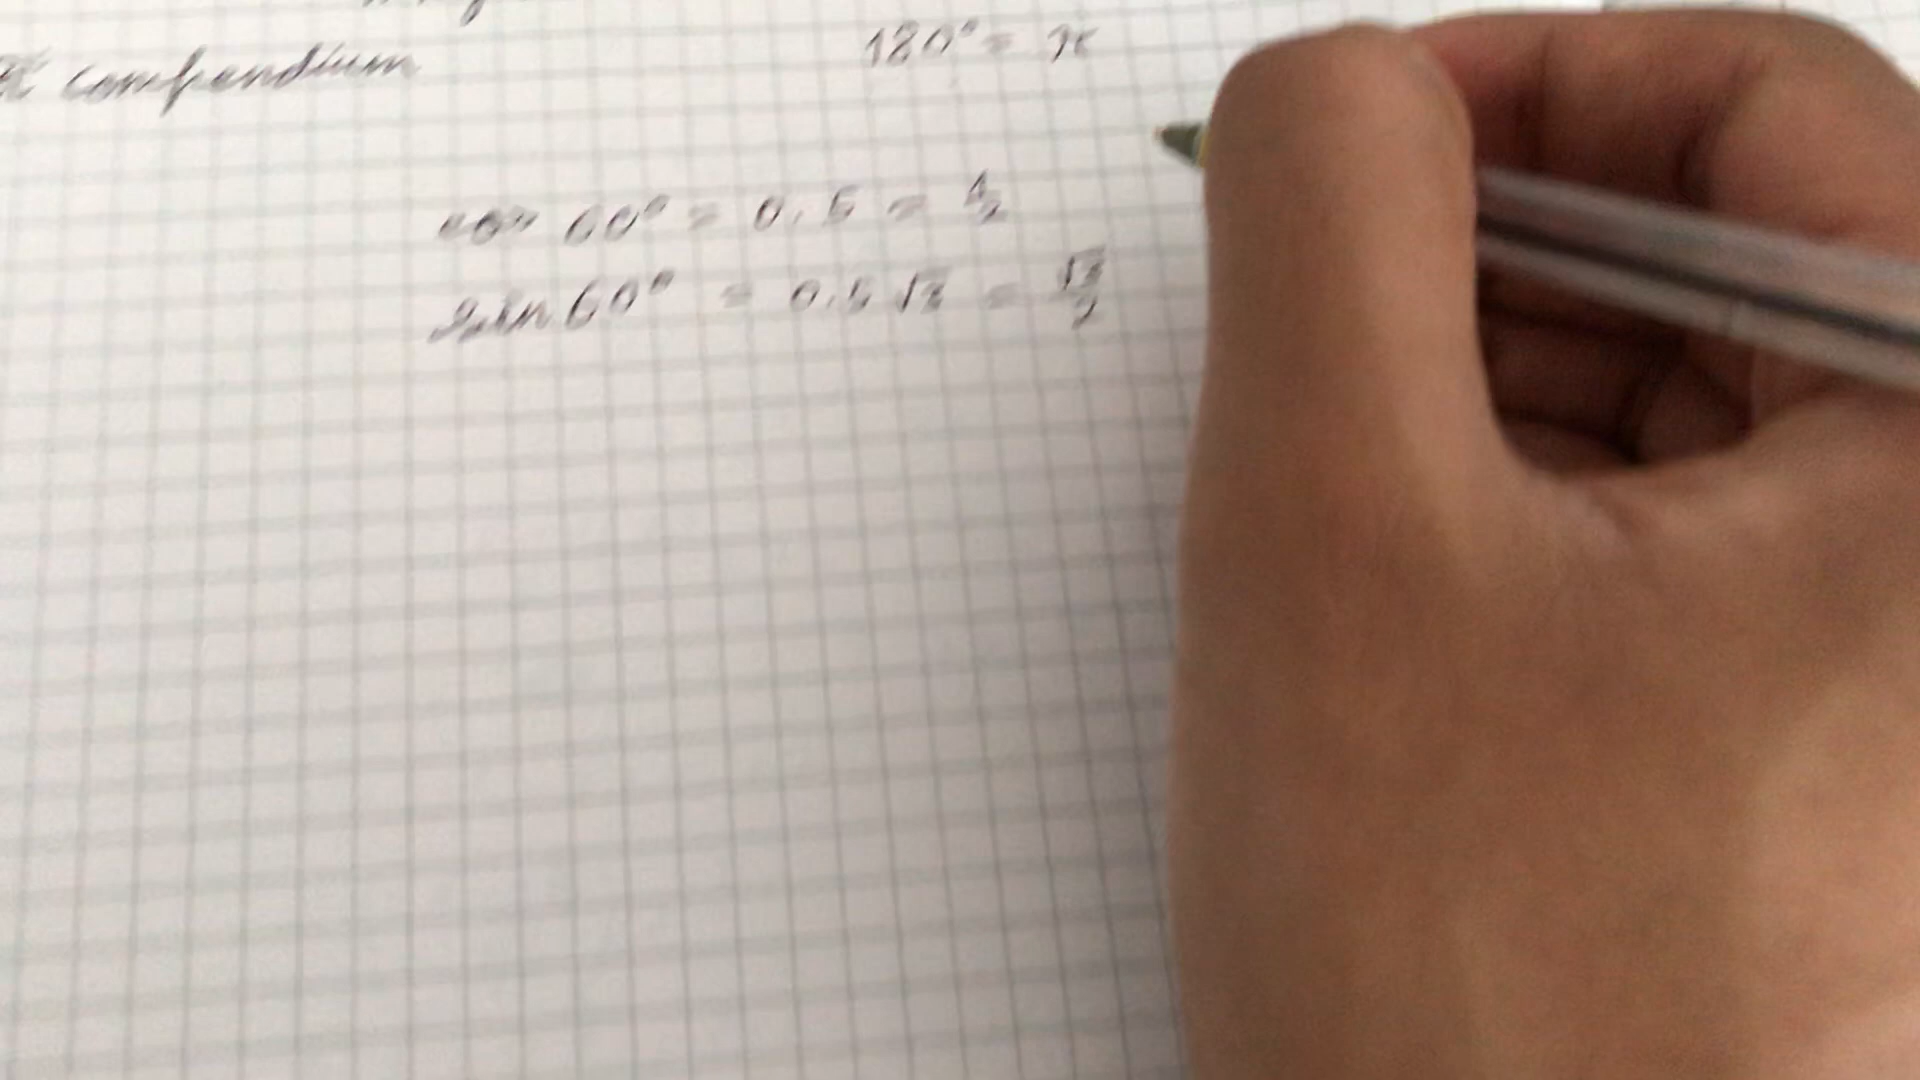 compendium
180° = π
cos 60° = 0.5 = 1/2
sin 60° = 0.5 √3 = √3/2